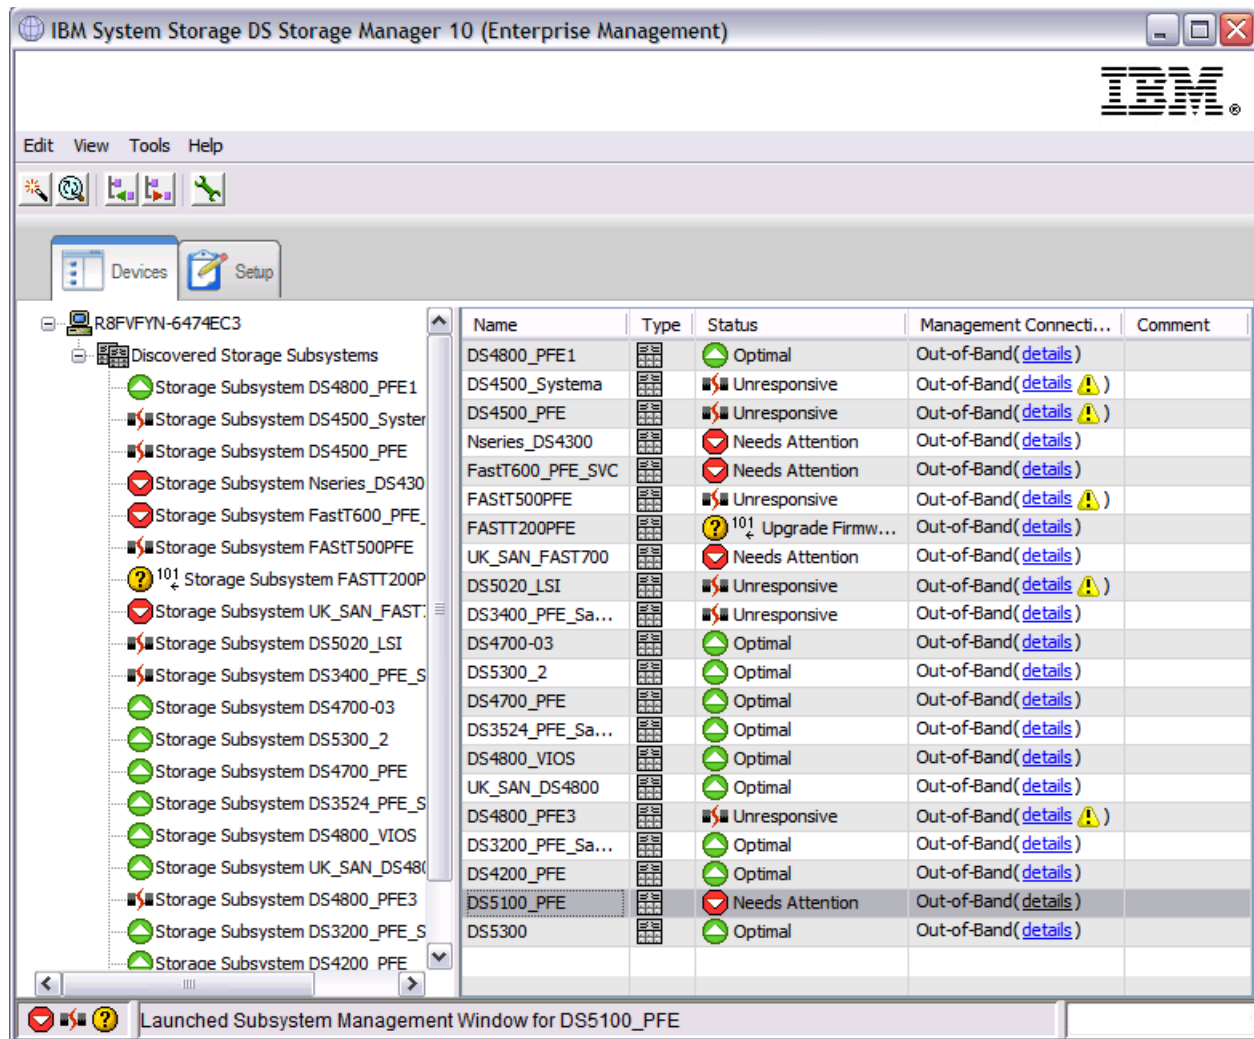 IBM System Storage DS Storage Manager 10 (Enterprise Management)
IBM®
Edit View Tools Help
Devices Setup
R8FVFYN-6474EC3
Discovered Storage Subsystems
Storage Subsystem DS4800_PFE1
Storage Subsystem DS4500_System
Storage Subsystem DS4500_PFE
Storage Subsystem Nseries_DS430
Storage Subsystem FastT600_PFE_
Storage Subsystem FAStT500PFE
101 Storage Subsystem FASTT200P
Storage Subsystem UK_SAN_FAST7
Storage Subsystem DS5020_LSI
Storage Subsystem DS3400_PFE_S
Storage Subsystem DS4700-03
Storage Subsystem DS5300_2
Storage Subsystem DS4700_PFE
Storage Subsystem DS3524_PFE_S
Storage Subsystem DS4800_VIOS
Storage Subsystem UK_SAN_DS480
Storage Subsystem DS4800_PFE3
Storage Subsystem DS3200_PFE_S
Storage Subsystem DS4200_PFE
Name Type Status Management Connecti... Comment
DS4800_PFE1 Optimal Out-of-Band(details)
DS4500_Systema Unresponsive Out-of-Band(details )
DS4500_PFE Unresponsive Out-of-Band(details )
Nseries_DS4300 Needs Attention Out-of-Band(details)
FastT600_PFE_SVC Needs Attention Out-of-Band(details)
FAStT500PFE Unresponsive Out-of-Band(details )
FASTT200PFE 101 Upgrade Firmw... Out-of-Band(details)
UK_SAN_FAST700 Needs Attention Out-of-Band(details)
DS5020_LSI Unresponsive Out-of-Band(details )
DS3400_PFE_Sa... Unresponsive Out-of-Band(details)
DS4700-03 Optimal Out-of-Band(details)
DS5300_2 Optimal Out-of-Band(details)
DS4700_PFE Optimal Out-of-Band(details)
DS3524_PFE_Sa... Optimal Out-of-Band(details)
DS4800_VIOS Optimal Out-of-Band(details)
UK_SAN_DS4800 Optimal Out-of-Band(details)
DS4800_PFE3 Unresponsive Out-of-Band(details )
DS3200_PFE_Sa... Optimal Out-of-Band(details)
DS4200_PFE Optimal Out-of-Band(details)
DS5100_PFE Needs Attention Out-of-Band(details)
DS5300 Optimal Out-of-Band(details)
Launched Subsystem Management Window for DS5100_PFE